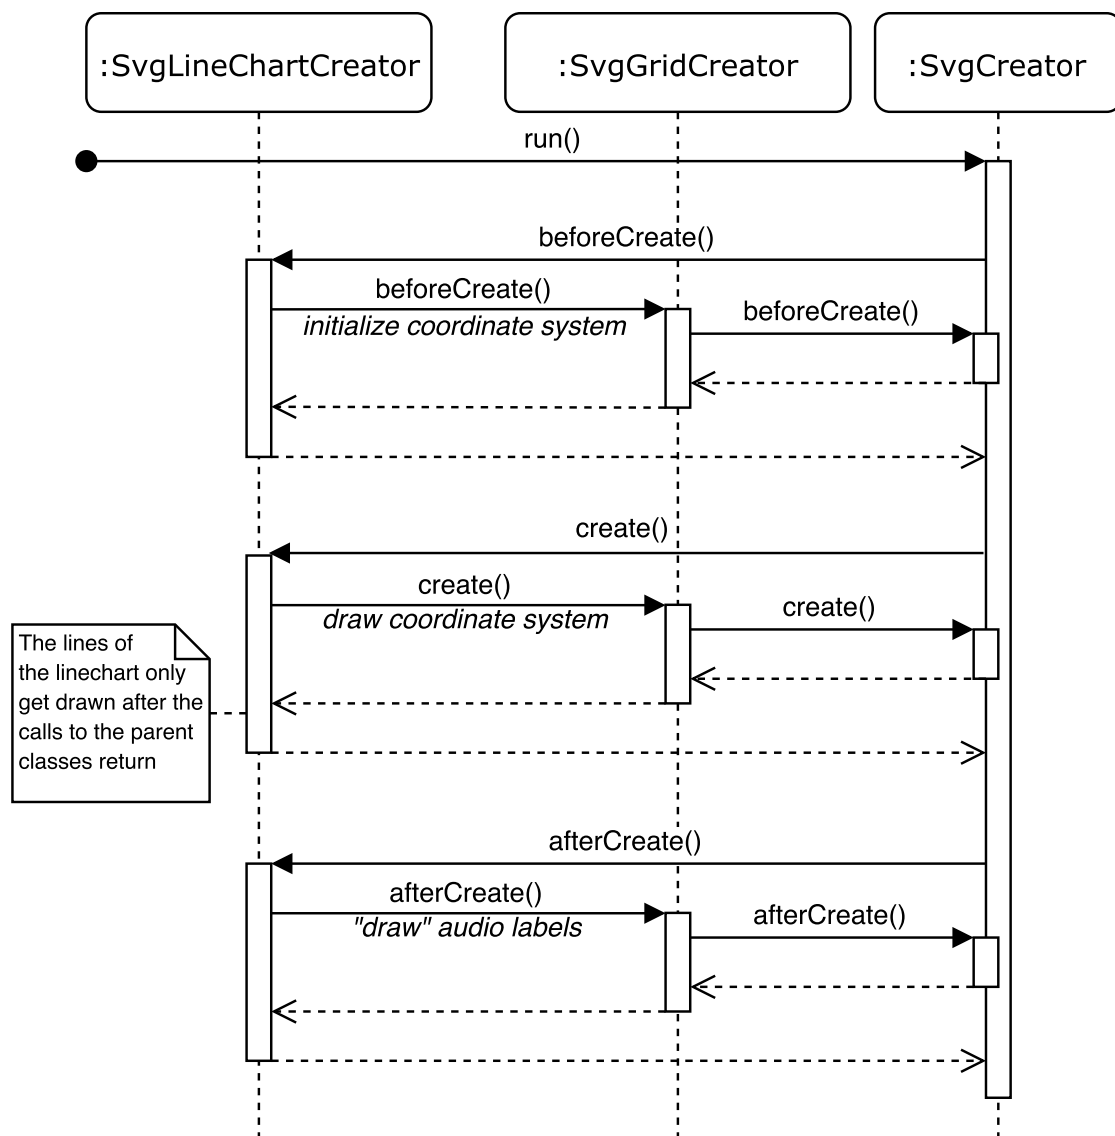 :SvgLineChartCreator
:SvgGridCreator
:SvgCreator
run()
beforeCreate()
beforeCreate()
initialize coordinate system
beforeCreate()
create()
create()
draw coordinate system
create()
The lines of
the linechart only
get drawn after the
calls to the parent
classes return
afterCreate()
afterCreate()
"draw" audio labels
afterCreate()